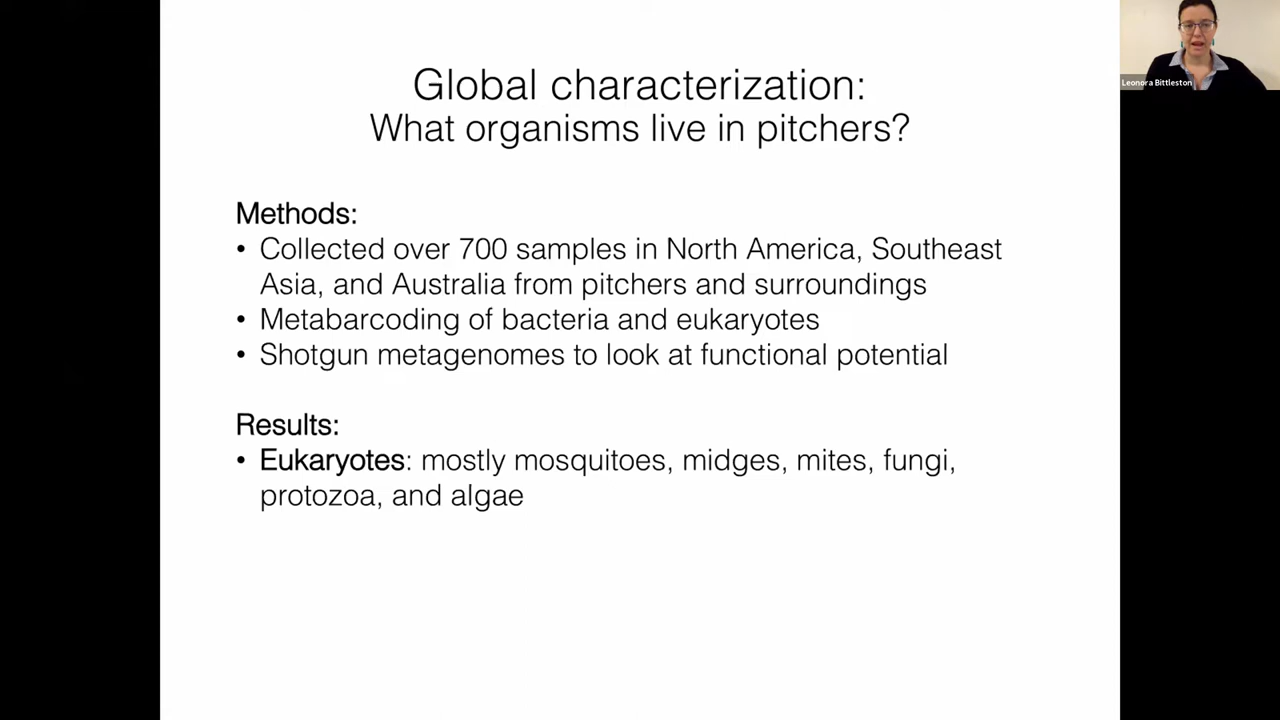 Global characterization:
What organisms live in pitchers?
Leonora Bittleston
Methods:
• Collected over 700 samples in North America, Southeast
Asia, and Australia from pitchers and surroundings
• Metabarcoding of bacteria and eukaryotes
• Shotgun metagenomes to look at functional potential
Results:
• Eukaryotes: mostly mosquitoes, midges, mites, fungi,
protozoa, and algae